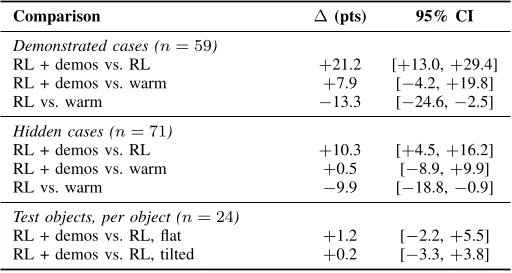 Comparison Δ (pts) 95% CI
Demonstrated cases (n = 59)
RL + demos vs. RL +21.2 [+13.0, +29.4]
RL + demos vs. warm +7.9 [−4.2, +19.8]
RL vs. warm −13.3 [−24.6, −2.5]
Hidden cases (n = 71)
RL + demos vs. RL +10.3 [+4.5, +16.2]
RL + demos vs. warm +0.5 [−8.9, +9.9]
RL vs. warm −9.9 [−18.8, −0.9]
Test objects, per object (n = 24)
RL + demos vs. RL, flat +1.2 [−2.2, +5.5]
RL + demos vs. RL, tilted +0.2 [−3.3, +3.8]